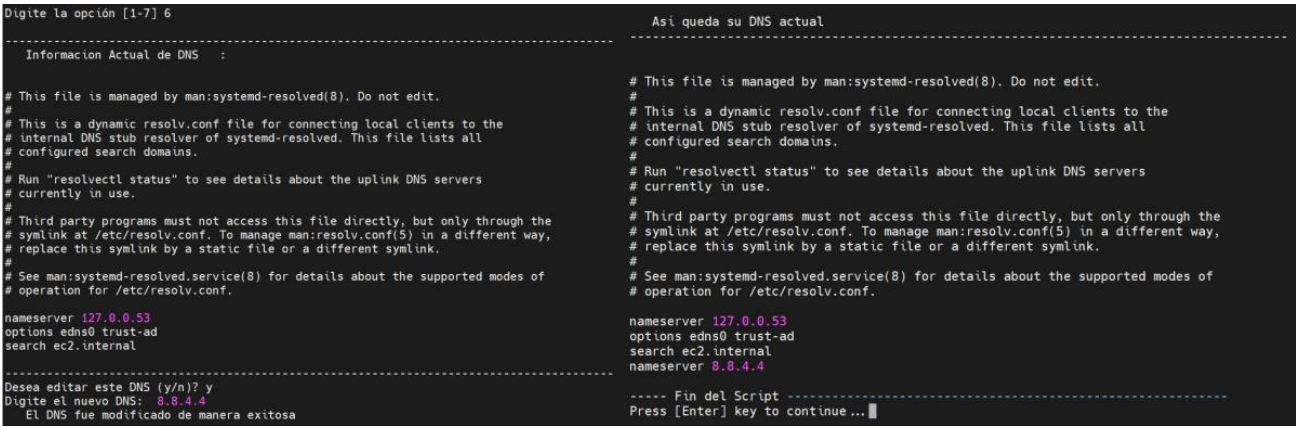 Digite la opción [1-7] 6
--------------------------------------------------------------------------------
Informacion Actual de DNS :
# This file is managed by man:systemd-resolved(8). Do not edit.
#
# This is a dynamic resolv.conf file for connecting local clients to the
# internal DNS stub resolver of systemd-resolved. This file lists all
# configured search domains.
#
# Run "resolvectl status" to see details about the uplink DNS servers
# currently in use.
#
# Third party programs must not access this file directly, but only through the
# symlink at /etc/resolv.conf. To manage man:resolv.conf(5) in a different way,
# replace this symlink by a static file or a different symlink.
#
# See man:systemd-resolved.service(8) for details about the supported modes of
# operation for /etc/resolv.conf.
nameserver 127.0.0.53
options edns0 trust-ad
search ec2.internal
--------------------------------------------------------------------------------
Desea editar este DNS (y/n)? y
Digite el nuevo DNS: 8.8.4.4
El DNS fue modificado de manera exitosa
Asi queda su DNS actual
--------------------------------------------------------------------------------
# This file is managed by man:systemd-resolved(8). Do not edit.
#
# This is a dynamic resolv.conf file for connecting local clients to the
# internal DNS stub resolver of systemd-resolved. This file lists all
# configured search domains.
#
# Run "resolvectl status" to see details about the uplink DNS servers
# currently in use.
#
# Third party programs must not access this file directly, but only through the
# symlink at /etc/resolv.conf. To manage man:resolv.conf(5) in a different way,
# replace this symlink by a static file or a different symlink.
#
# See man:systemd-resolved.service(8) for details about the supported modes of
# operation for /etc/resolv.conf.
nameserver 127.0.0.53
options edns0 trust-ad
search ec2.internal
nameserver 8.8.4.4
----- Fin del Script ----------------------------------------------------------
Press [Enter] key to continue...